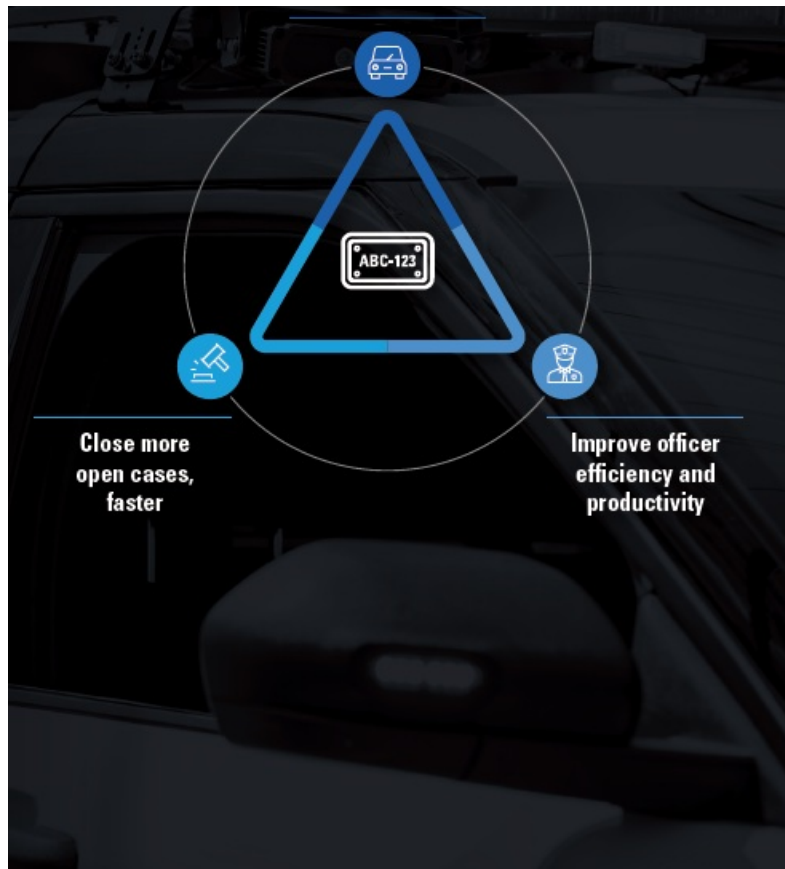 ABC-123
Close more
open cases,
faster
Improve officer
efficiency and
productivity